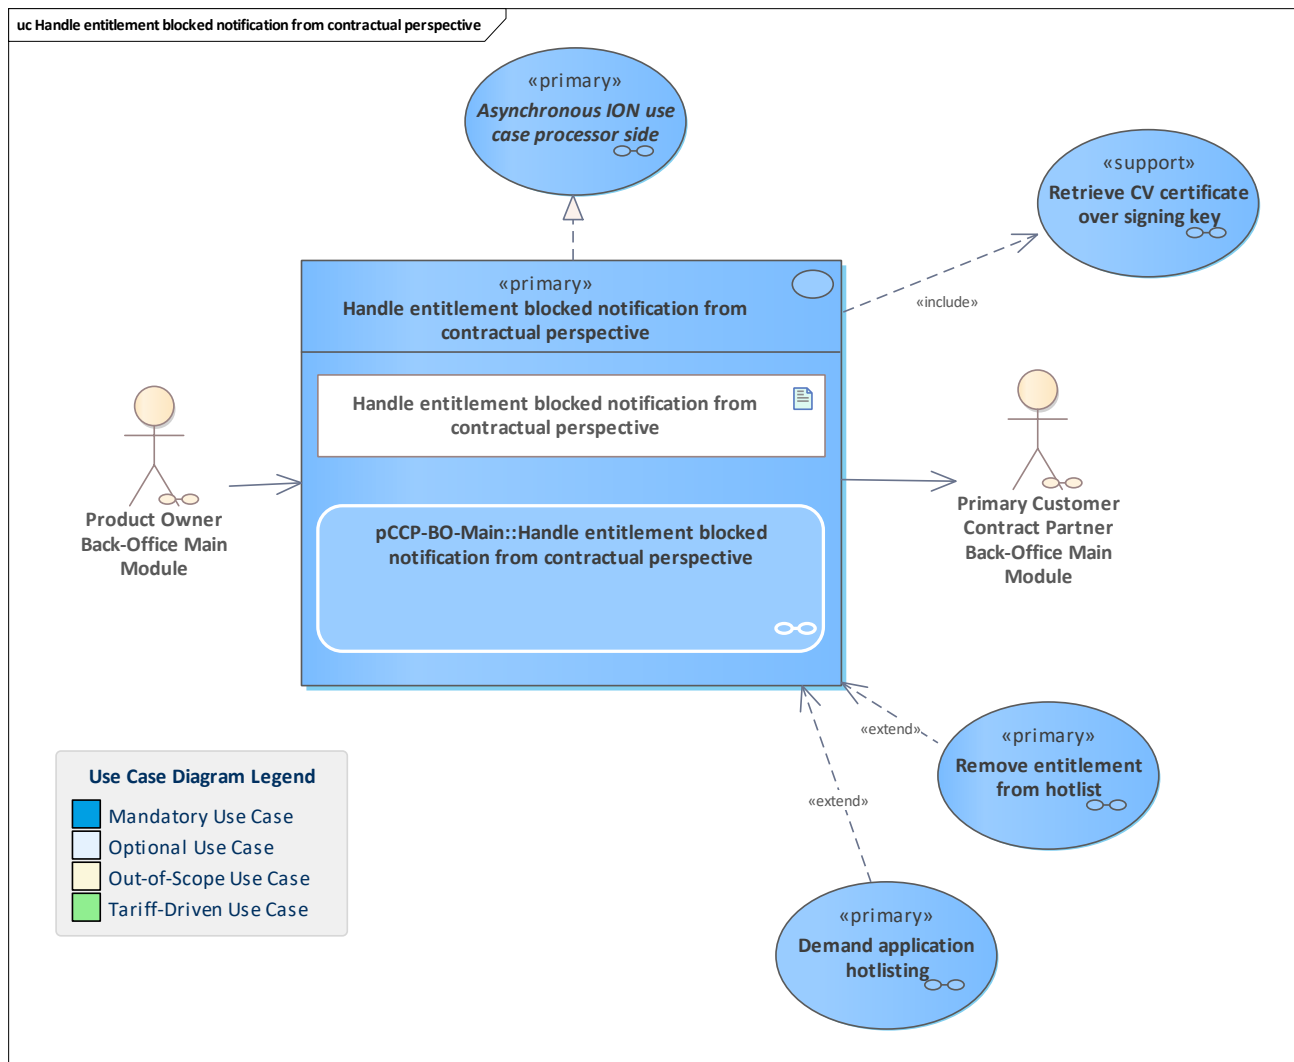 uc Handle entitlement blocked notification from contractual perspective
«primary»
Asynchronous ION use
case processor side
«support»
Retrieve CV certificate
over signing key
«include»
«primary»
Handle entitlement blocked notification from
contractual perspective
Handle entitlement blocked notification from
contractual perspective
pCCP-BO-Main::Handle entitlement blocked
notification from contractual perspective
Product Owner
Back-Office Main
Module
Primary Customer
Contract Partner
Back-Office Main
Module
«extend»
«primary»
Remove entitlement
from hotlist
«extend»
«primary»
Demand application
hotlisting
Use Case Diagram Legend
Mandatory Use Case
Optional Use Case
Out-of-Scope Use Case
Tariff-Driven Use Case